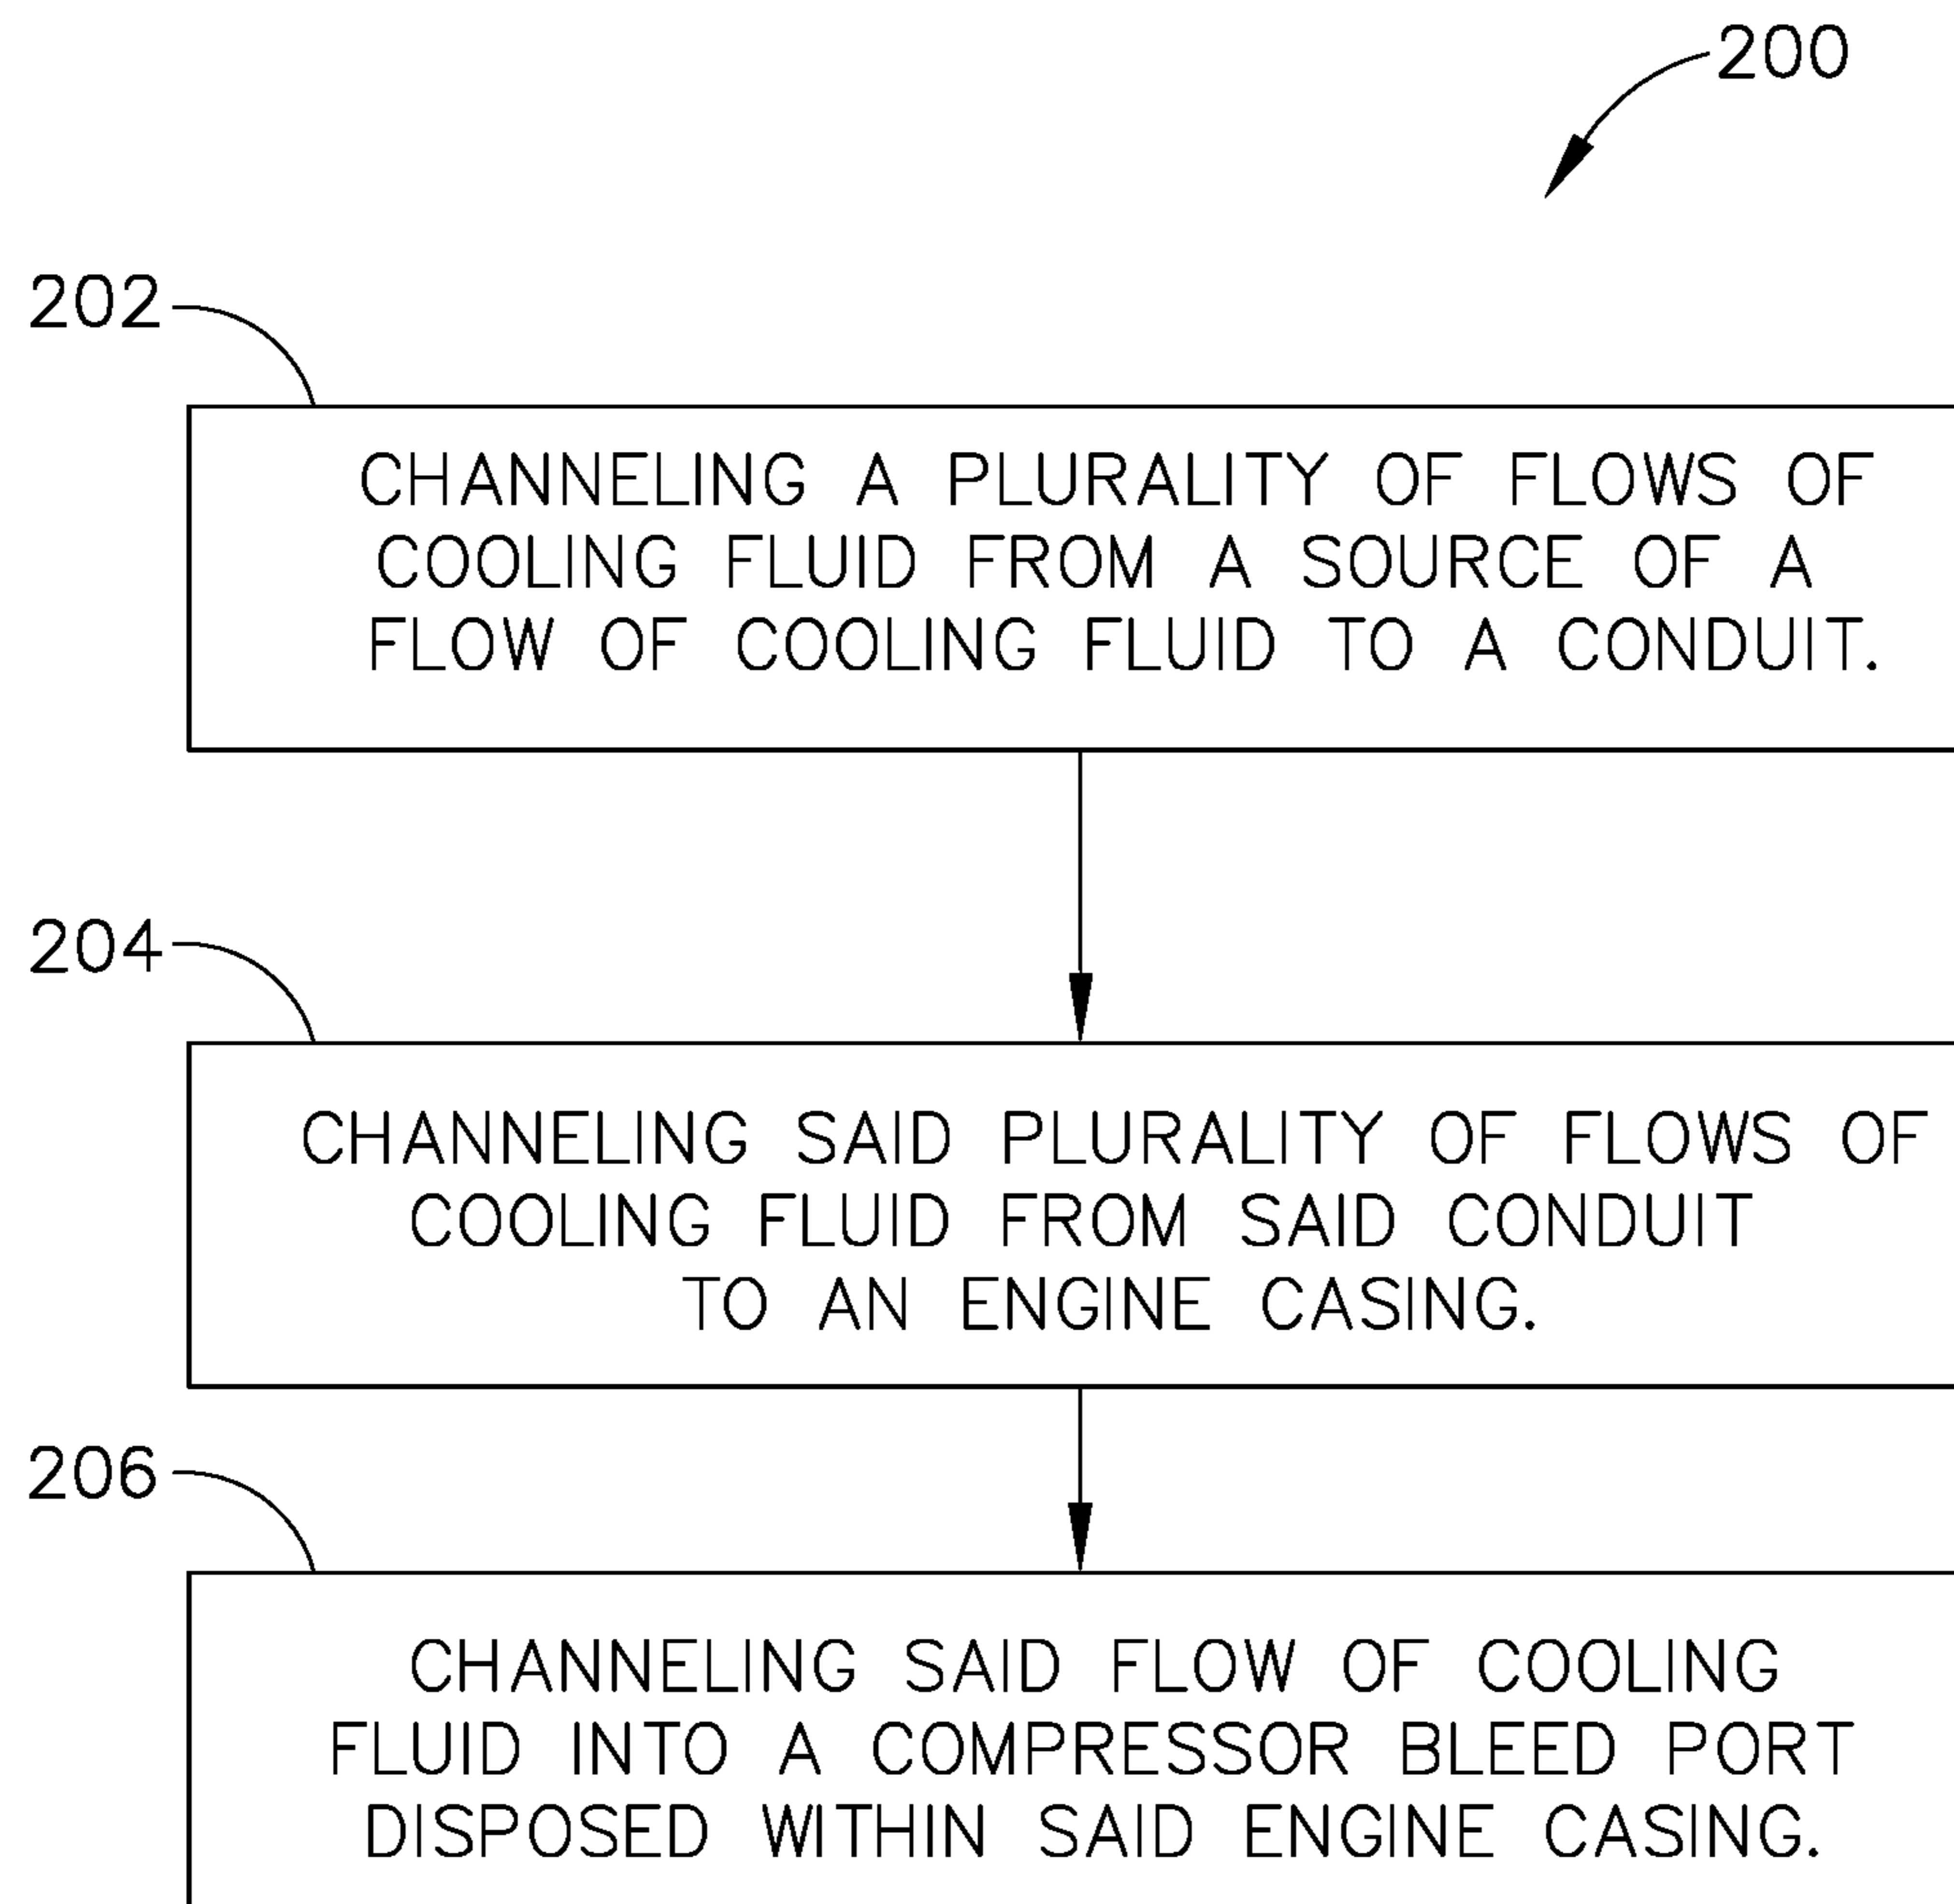 200
202
CHANNELING A PLURALITY OF FLOWS OF
COOLING FLUID FROM A SOURCE OF A
FLOW OF COOLING FLUID TO A CONDUIT.
204
CHANNELING SAID PLURALITY OF FLOWS OF
COOLING FLUID FROM SAID CONDUIT
TO AN ENGINE CASING.
206
CHANNELING SAID FLOW OF COOLING
FLUID INTO A COMPRESSOR BLEED PORT
DISPOSED WITHIN SAID ENGINE CASING.